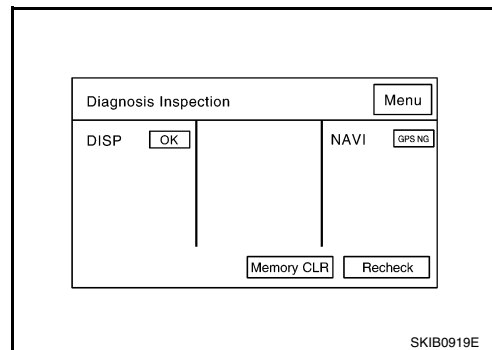 Diagnosis Inspection
Menu
DISP OK NAVI GPS NG
Memory CLR Recheck
SKIB0919E